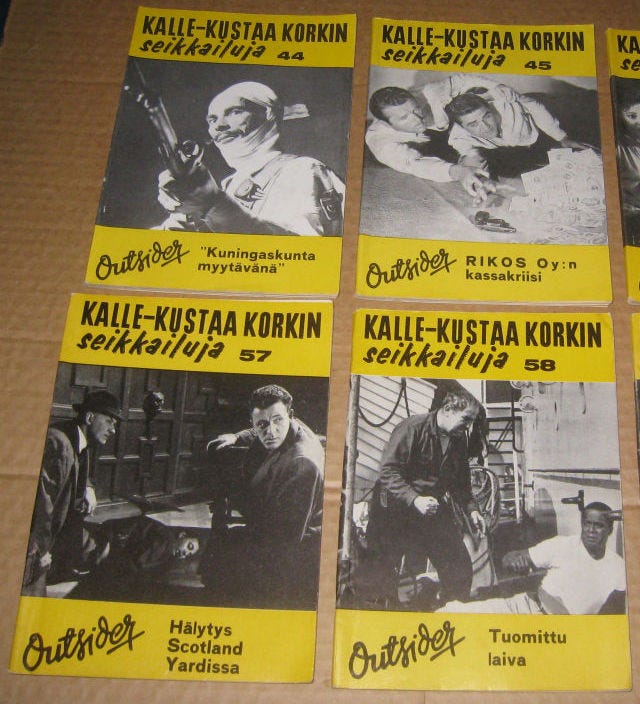 KALLE-KUSTAA KORKIN
seikkailuja 44
Outsider
"Kuningaskunta
myytävänä"
KALLE-KUSTAA KORKIN
seikkailuja 45
Outsider
RIKOS Oy:n
kassakriisi
KALLE-KUSTAA KORKIN
seikkailuja 57
Outsider
Hälytys
Scotland
Yardissa
KALLE-KUSTAA KORKIN
seikkailuja 58
Outsider
Tuomittu
laiva